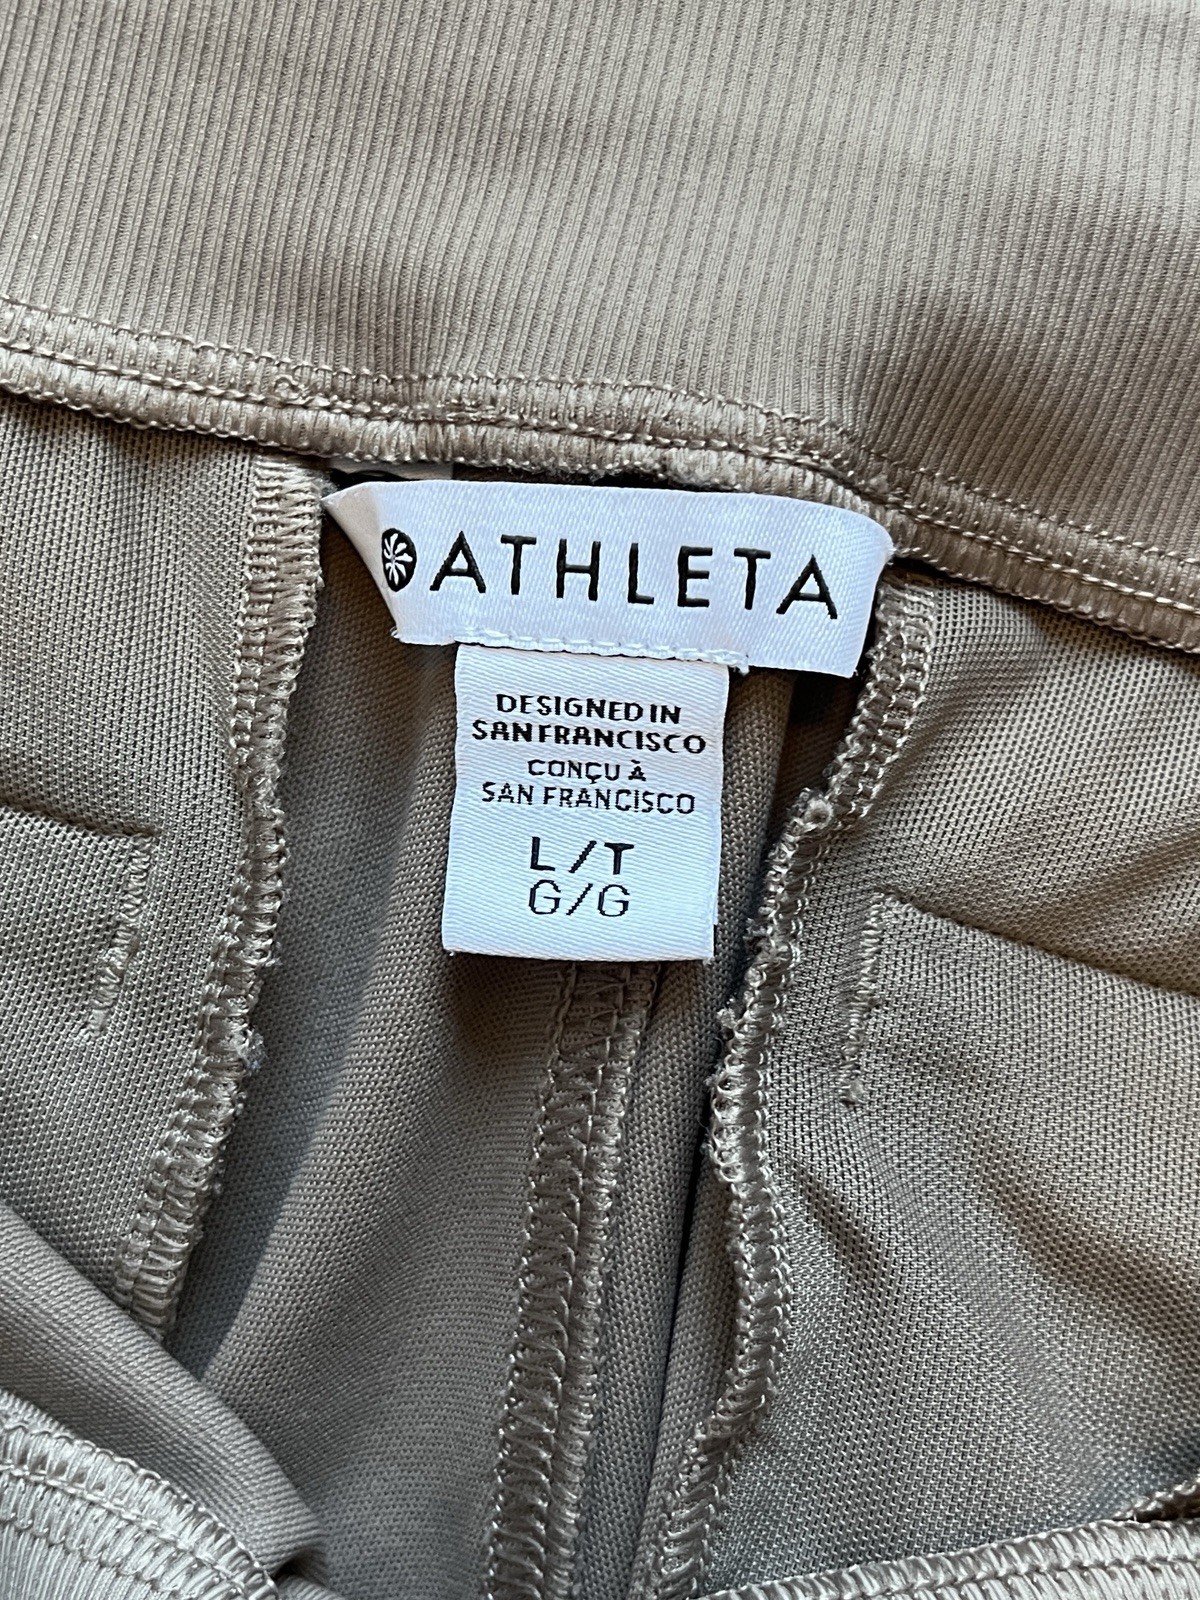 ATHLETA
DESIGNED IN
SAN FRANCISCO
CONÇU À
SAN FRANCISCO
L/T
G/G